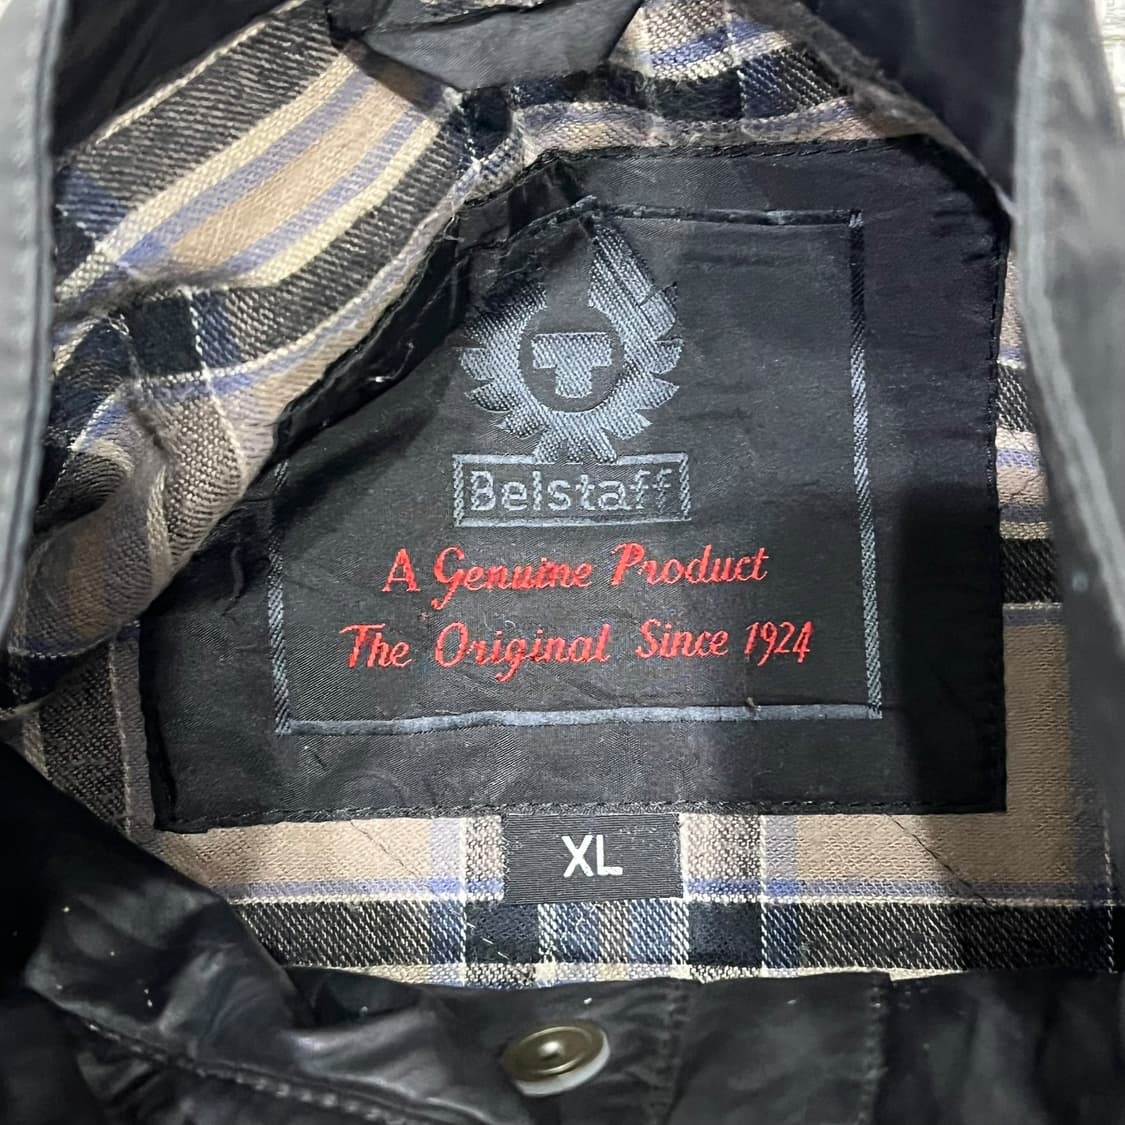 Belstaff
A Genuine Product
The Original Since 1924
XL